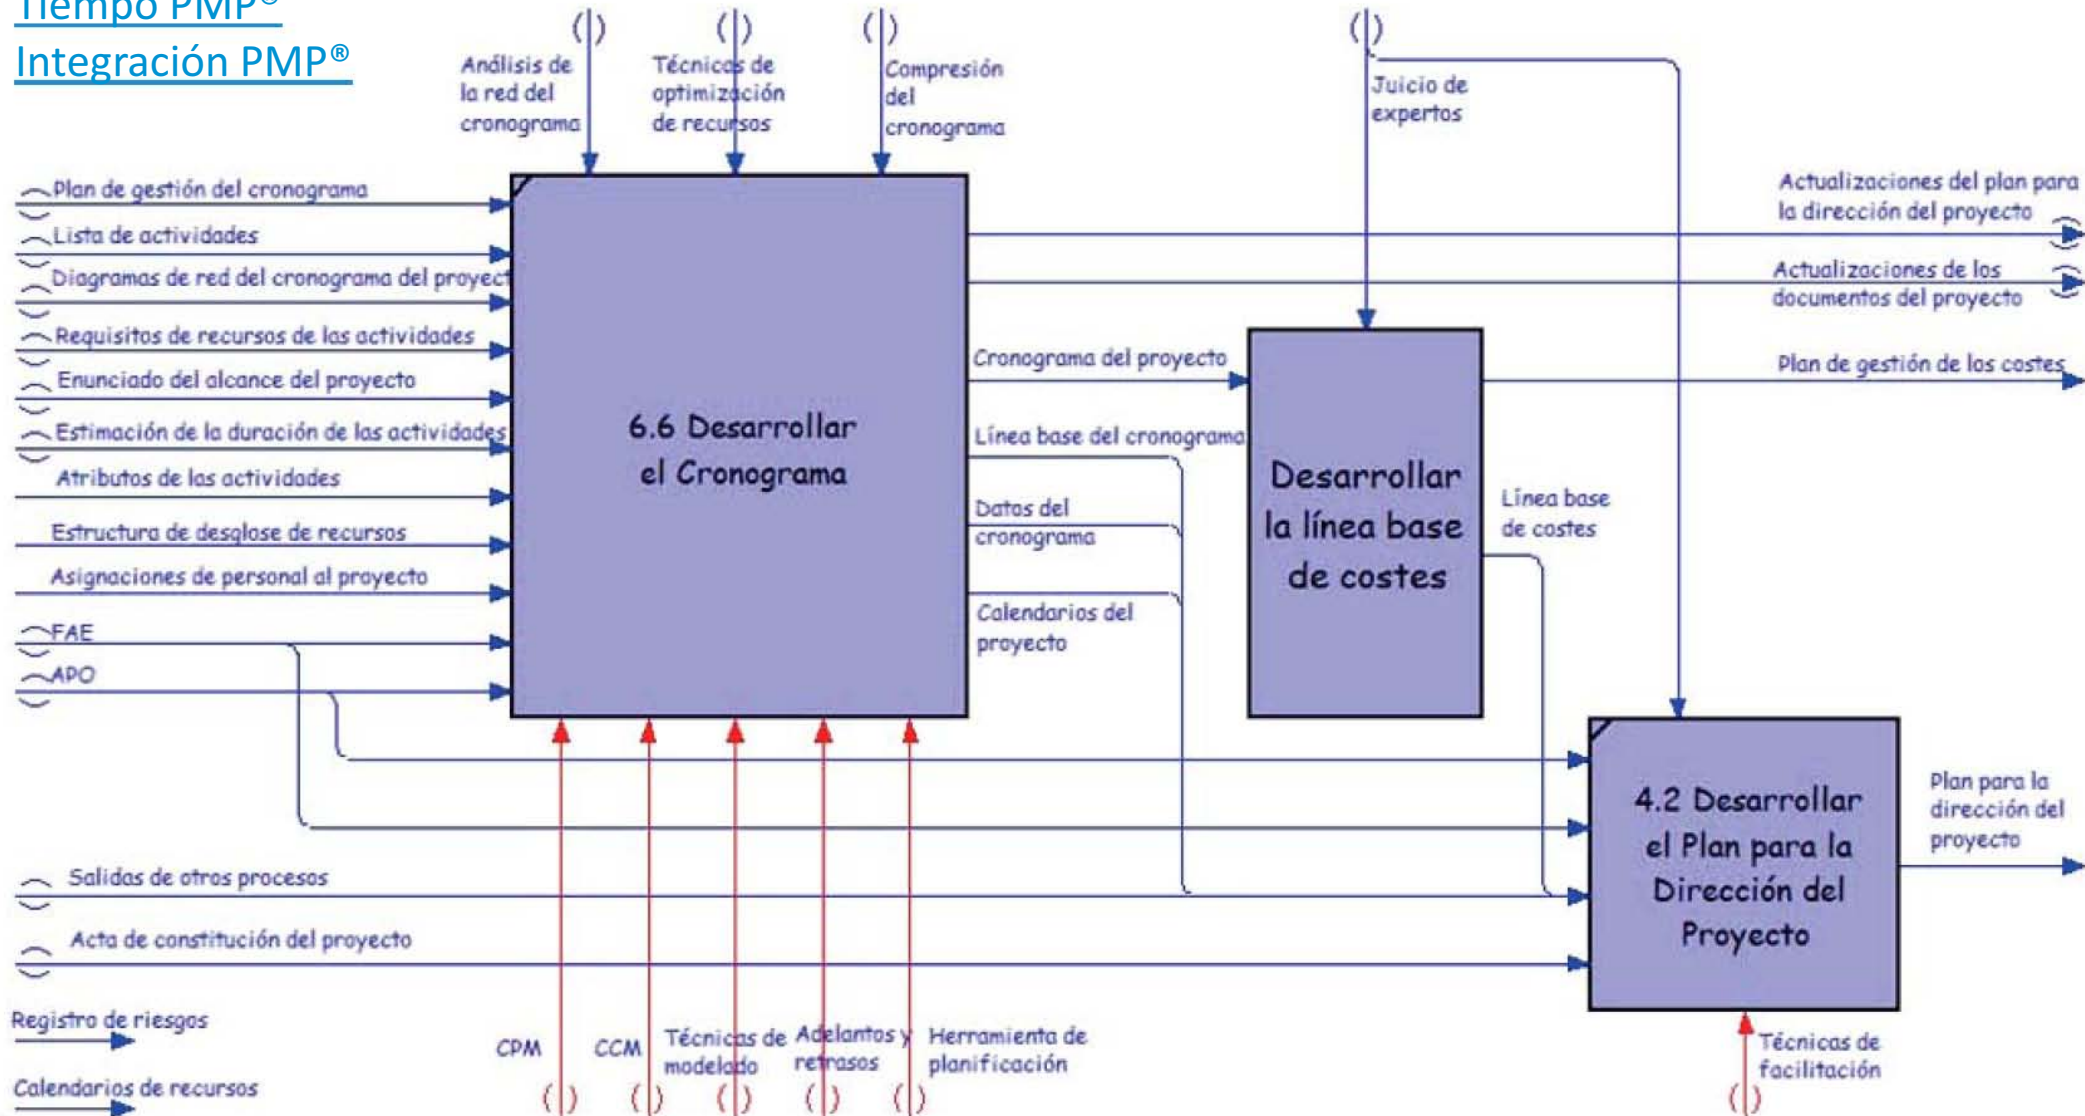 Tiempo PMP®
Integración PMP®
Análisis de
la red del
cronograma
Técnicas de
optimización
de recursos
Compresión
del
cronograma
Juicio de
expertos
Plan de gestión del cronograma
Lista de actividades
Diagramas de red del cronograma del proyect
Requisitos de recursos de las actividades
Enunciado del alcance del proyecto
Estimación de la duración de las actividades
Atributos de las actividades
Estructura de desglose de recursos
Asignaciones de personal al proyecto
FAE
APO
6.6 Desarrollar
el Cronograma
Actualizaciones del plan para
la dirección del proyecto
Actualizaciones de los
documentos del proyecto
Cronograma del proyecto
Línea base del cronograma
Datos del
cronograma
Calendarios del
proyecto
Desarrollar
la línea base
de costes
Plan de gestión de los costes
Línea base
de costes
4.2 Desarrollar
el Plan para la
Dirección del
Proyecto
Plan para la
dirección del
proyecto
Salidas de otros procesos
Acta de constitución del proyecto
Registro de riesgos
Calendarios de recursos
CPM
CCM
Técnicas de
modelado
Adelantos y
retrasos
Herramienta de
planificación
Técnicas de
facilitación